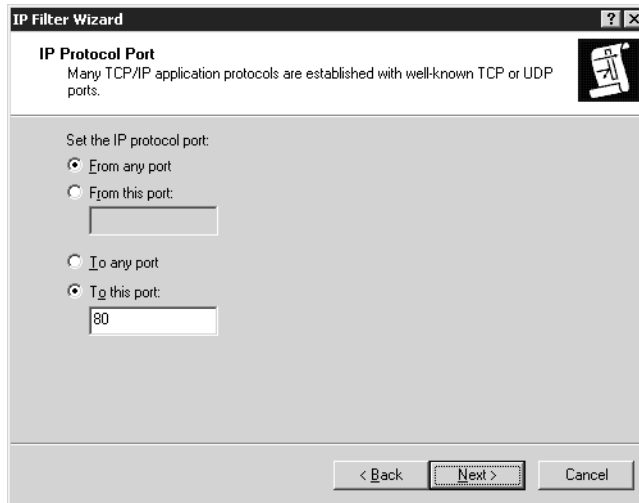 IP Filter Wizard
IP Protocol Port
Many TCP/IP application protocols are established with well-known TCP or UDP
ports.
Set the IP protocol port:
From any port
From this port:
To any port
To this port:
80
< Back
Next >
Cancel